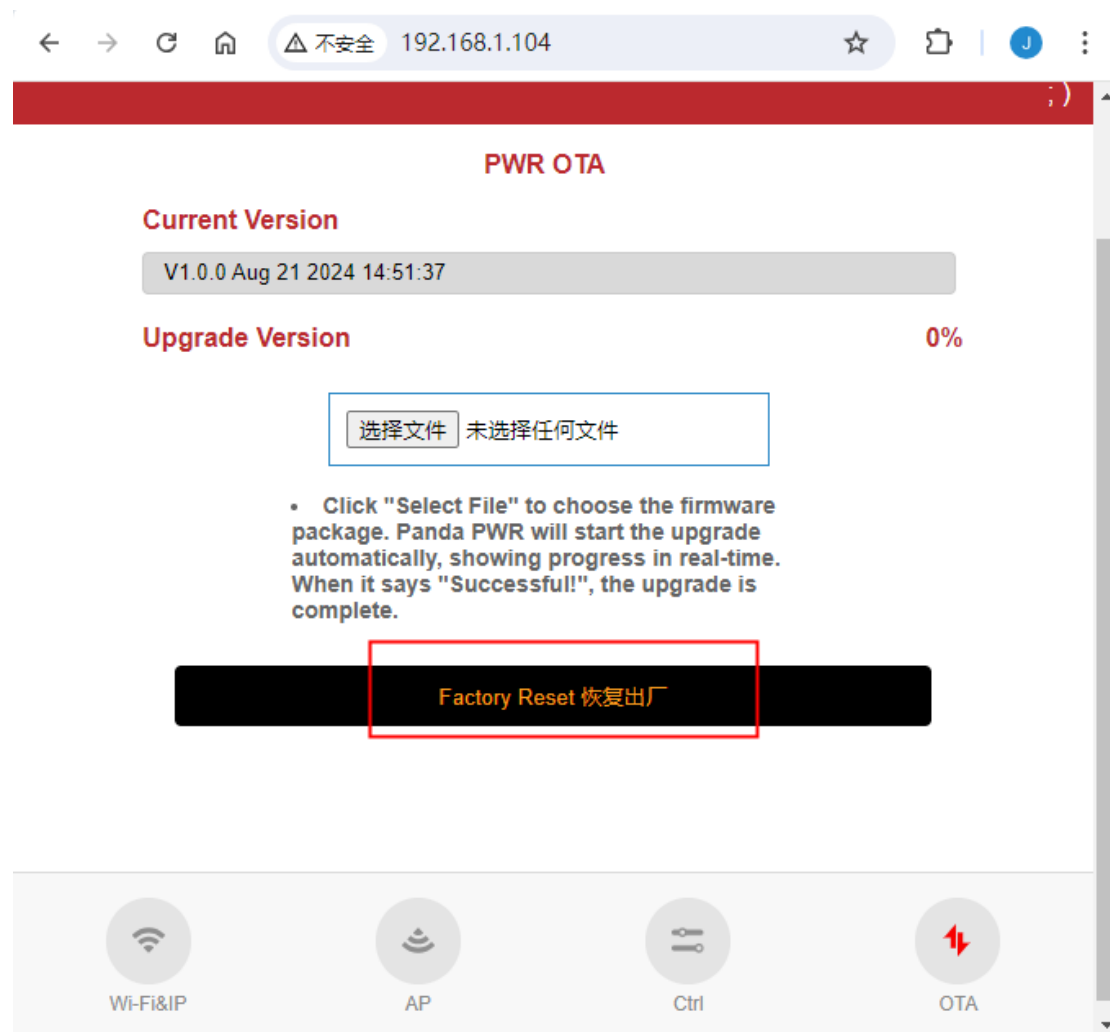 不安全 192.168.1.104
J
;)
PWR OTA
Current Version
V1.0.0 Aug 21 2024 14:51:37
Upgrade Version 0%
选择文件 未选择任何文件
• Click "Select File" to choose the firmware
package. Panda PWR will start the upgrade
automatically, showing progress in real-time.
When it says "Successful!", the upgrade is
complete.
Factory Reset 恢复出厂
Wi-Fi&IP AP Ctrl OTA